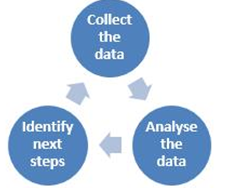 Collect
the
data
Analyse
the
data
Identify
next
steps